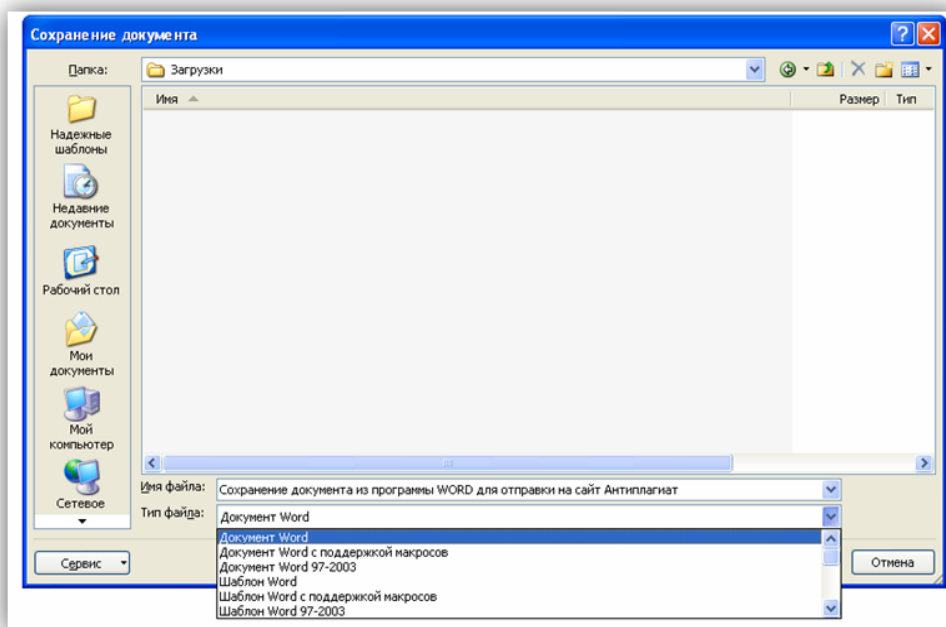 Сохранение документа
Папка:
Загрузки
Имя
Размер
Тип
Надежные
шаблоны
Недавние
документы
Рабочий стол
Мои
документы
Мой
компьютер
Сетевое
Имя файла:
Сохранение документа из программы WORD для отправки на сайт Антиплагиат
Тип файла:
Документ Word
Документ Word
Документ Word с поддержкой макросов
Документ Word 97-2003
Шаблон Word
Шаблон Word с поддержкой макросов
Шаблон Word 97-2003
Сервис
Отмена